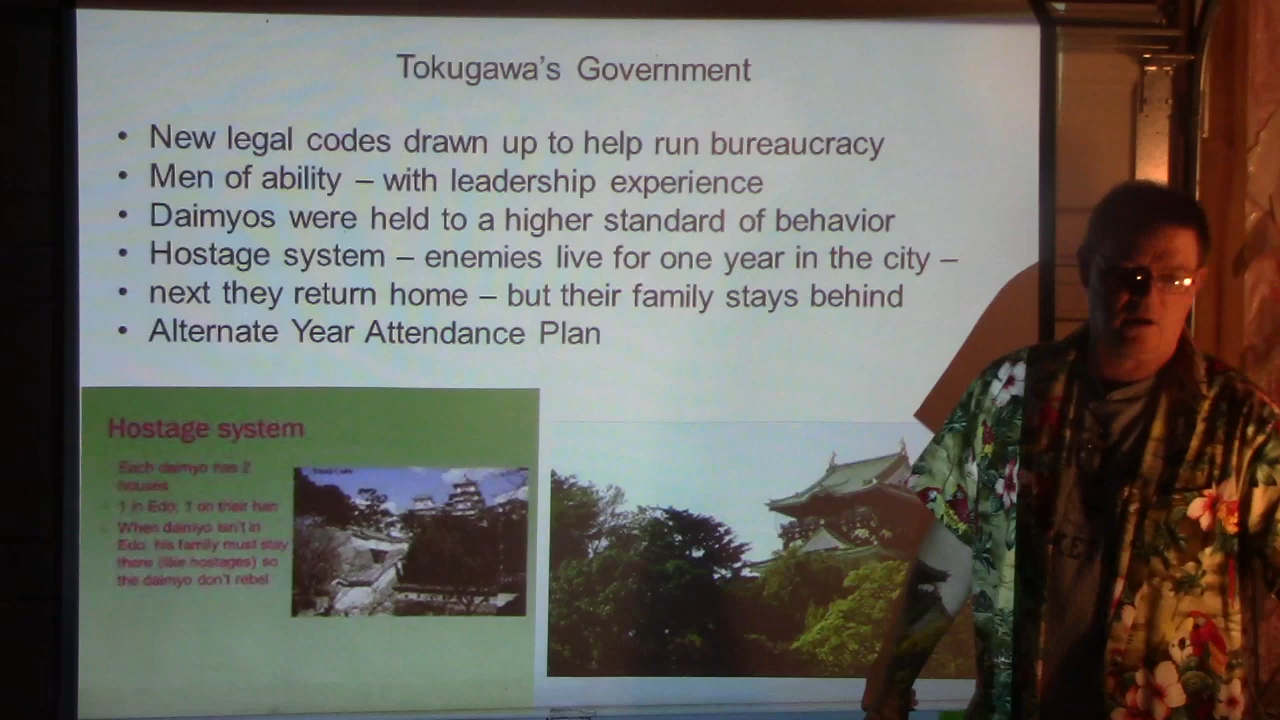 Tokugawa's Government
• New legal codes drawn up to help run bureaucracy
• Men of ability – with leadership experience
• Daimyos were held to a higher standard of behavior
• Hostage system – enemies live for one year in the city –
• next they return home – but their family stays behind
• Alternate Year Attendance Plan
Hostage system
Each daimyo has 2
houses
1 in Edo; 1 on their han
When daimyo isn't in
Edo, his family must stay
there (like hostages) so
the daimyo don't rebel